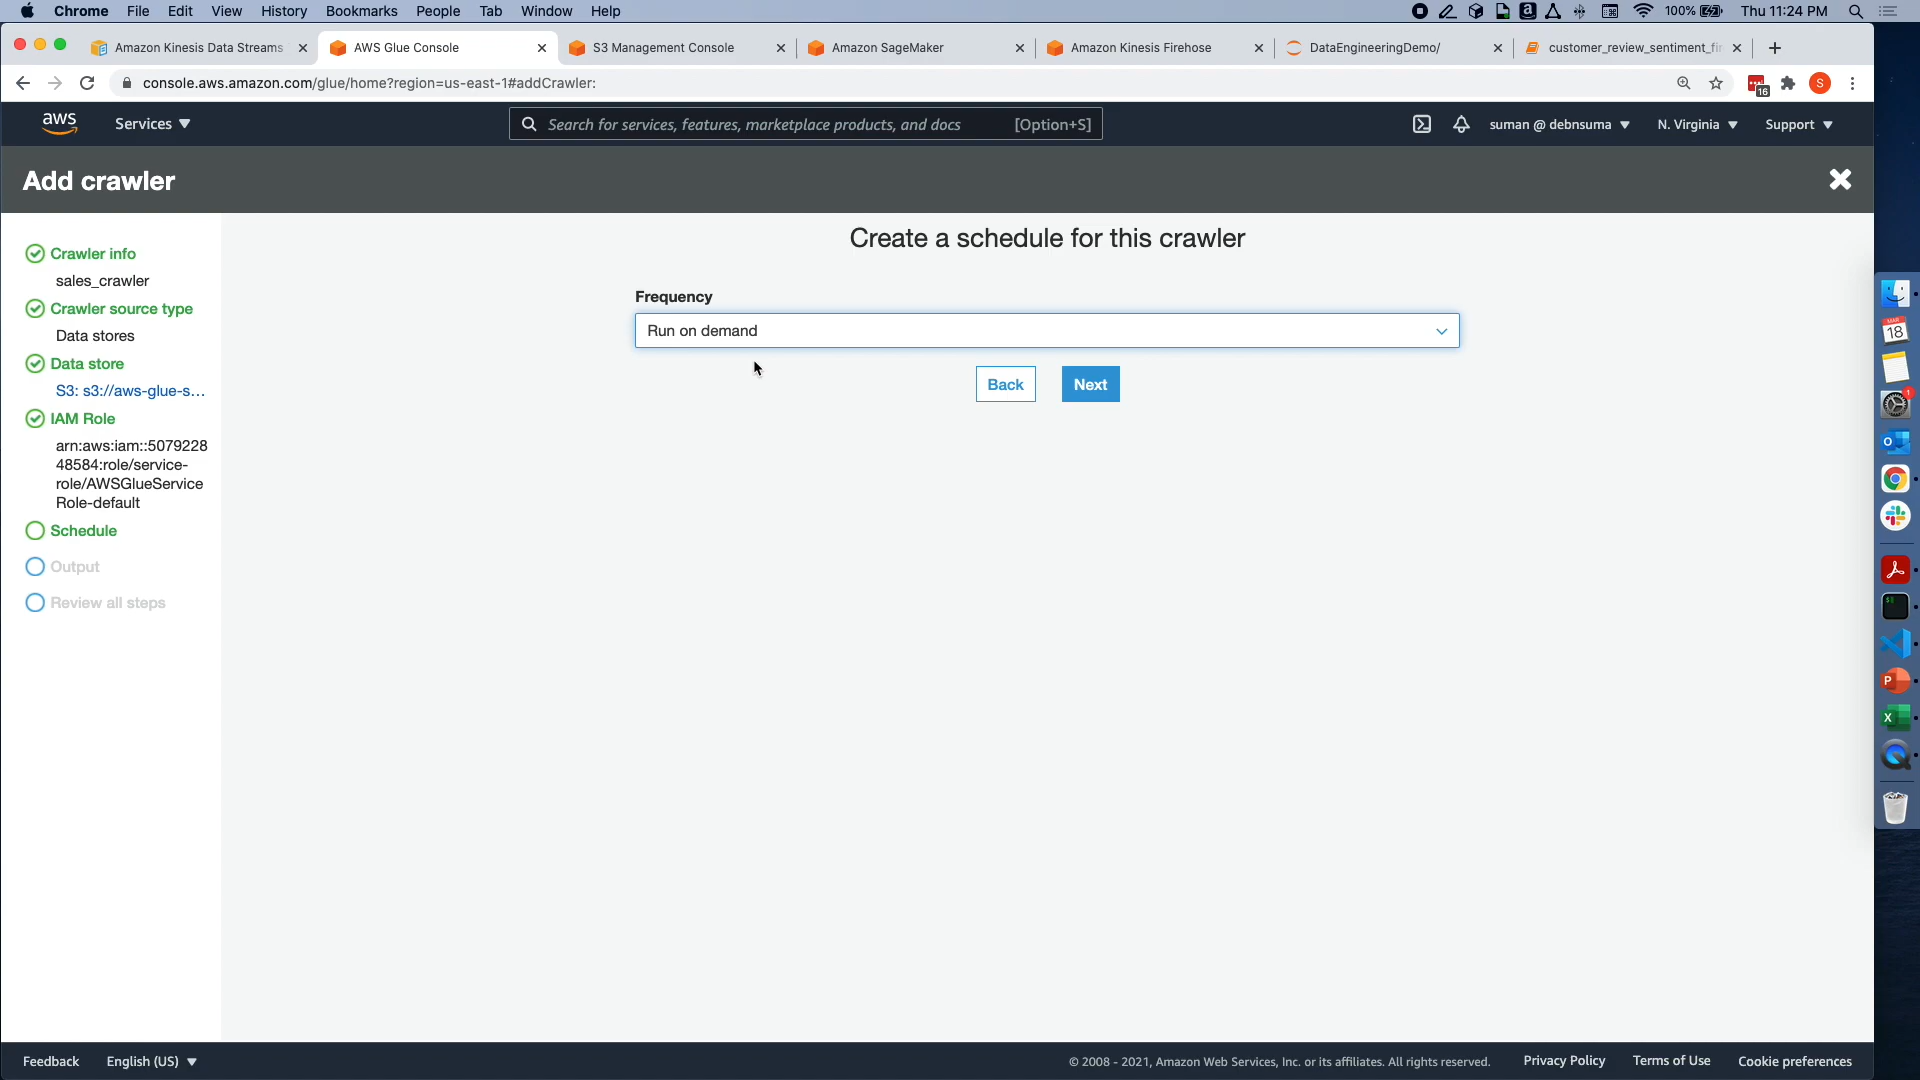 Chrome File Edit View History Bookmarks People Tab Window Help 100% Thu 11:24 PM
Amazon Kinesis Data Streams AWS Glue Console S3 Management Console Amazon SageMaker Amazon Kinesis Firehose DataEngineeringDemo/ customer_review_sentiment_fi
console.aws.amazon.com/glue/home?region=us-east-1#addCrawler: 16 S
aws Services Search for services, features, marketplace products, and docs [Option+S] suman @ debnsuma N. Virginia Support
Add crawler
Create a schedule for this crawler
Crawler info
sales_crawler
Crawler source type
Data stores
Data store
S3: s3://aws-glue-s...
IAM Role
arn:aws:iam::5079228
48584:role/service-
role/AWSGlueService
Role-default
Schedule
Output
Review all steps
Frequency
Run on demand
Back Next
MAR
18
1
Feedback English (US) © 2008 - 2021, Amazon Web Services, Inc. or its affiliates. All rights reserved. Privacy Policy Terms of Use Cookie preferences